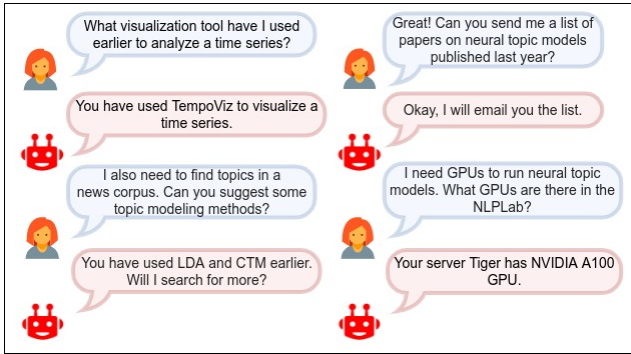 What visualization tool have I used
earlier to analyze a time series?
You have used TempoViz to visualize a
time series.
I also need to find topics in a
news corpus. Can you suggest some
topic modeling methods?
You have used LDA and CTM earlier.
Will I search for more?
Great! Can you send me a list of
papers on neural topic models
published last year?
Okay, I will email you the list.
I need GPUs to run neural topic
models. What GPUs are there in the
NLPLab?
Your server Tiger has NVIDIA A100
GPU.